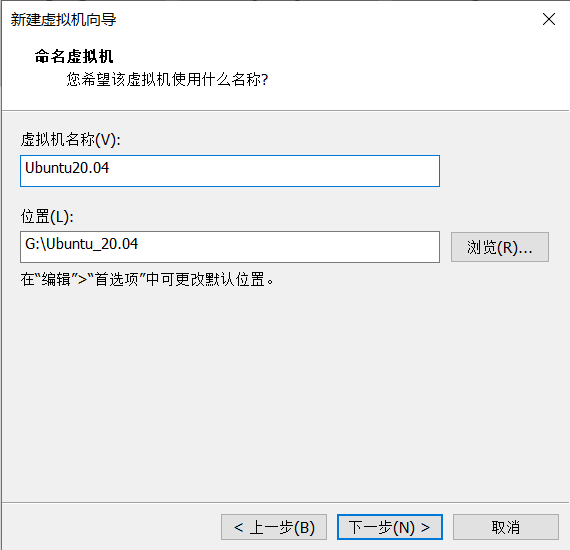 新建虚拟机向导
命名虚拟机
您希望该虚拟机使用什么名称?
虚拟机名称(V):
Ubuntu20.04
位置(L):
G:\Ubuntu_20.04
浏览(R)...
在“编辑”>“首选项”中可更改默认位置。
< 上一步(B)
下一步(N) >
取消